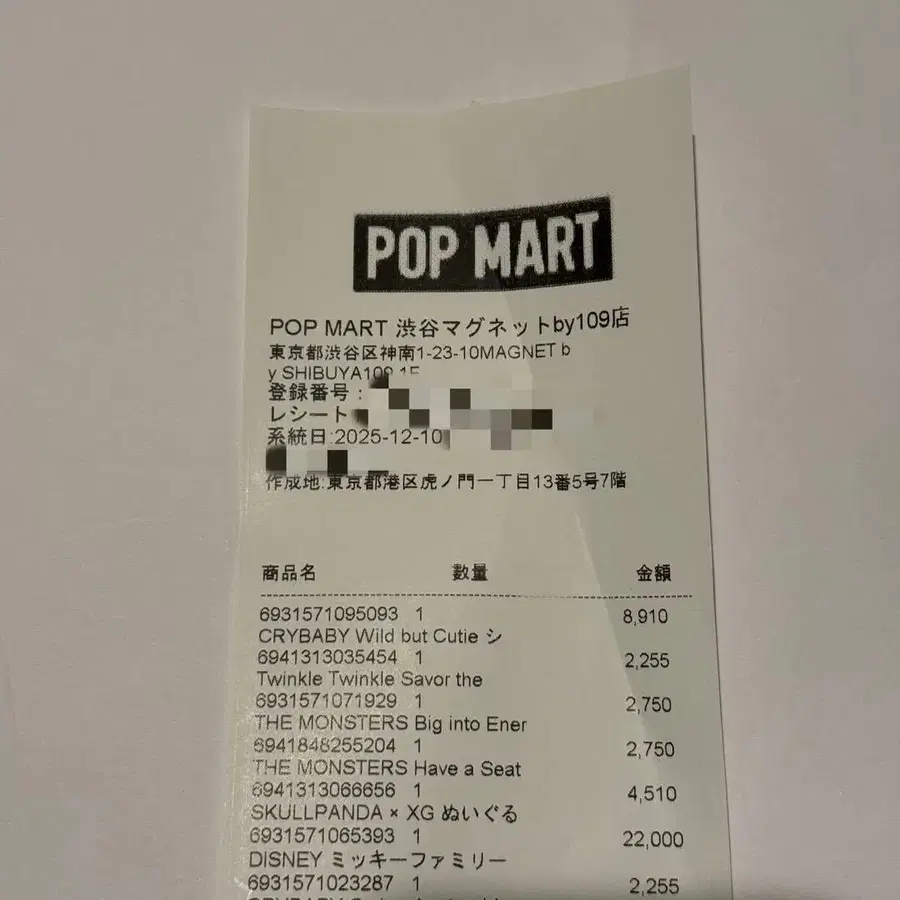 POP MART
POP MART 渋谷マグネットby109店
東京都渋谷区神南1-23-10MAGNET b
y SHIBUYA109 1F
登録番号:
レシート
系統日:2025-12-10
作成地:東京都港区虎ノ門一丁目13番5号7階
商品名 数量 金額
6931571095093 1 8,910
CRYBABY Wild but Cutie シ
6941313035454 1 2,255
Twinkle Twinkle Savor the
6931571071929 1 2,750
THE MONSTERS Big into Ener
6941848255204 1 2,750
THE MONSTERS Have a Seat
6941313066656 1 4,510
SKULLPANDA × XG ぬいぐる
6931571065393 1 22,000
DISNEY ミッキーファミリー
6931571023287 1 2,255
CRYBABY